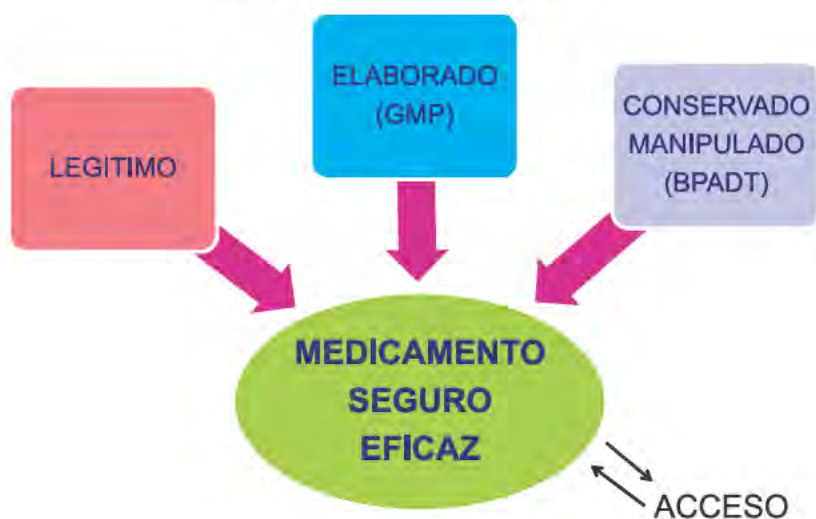 LEGITIMO
ELABORADO
(GMP)
CONSERVADO
MANIPULADO
(BPADT)
MEDICAMENTO
SEGURO
EFICAZ
ACCESO